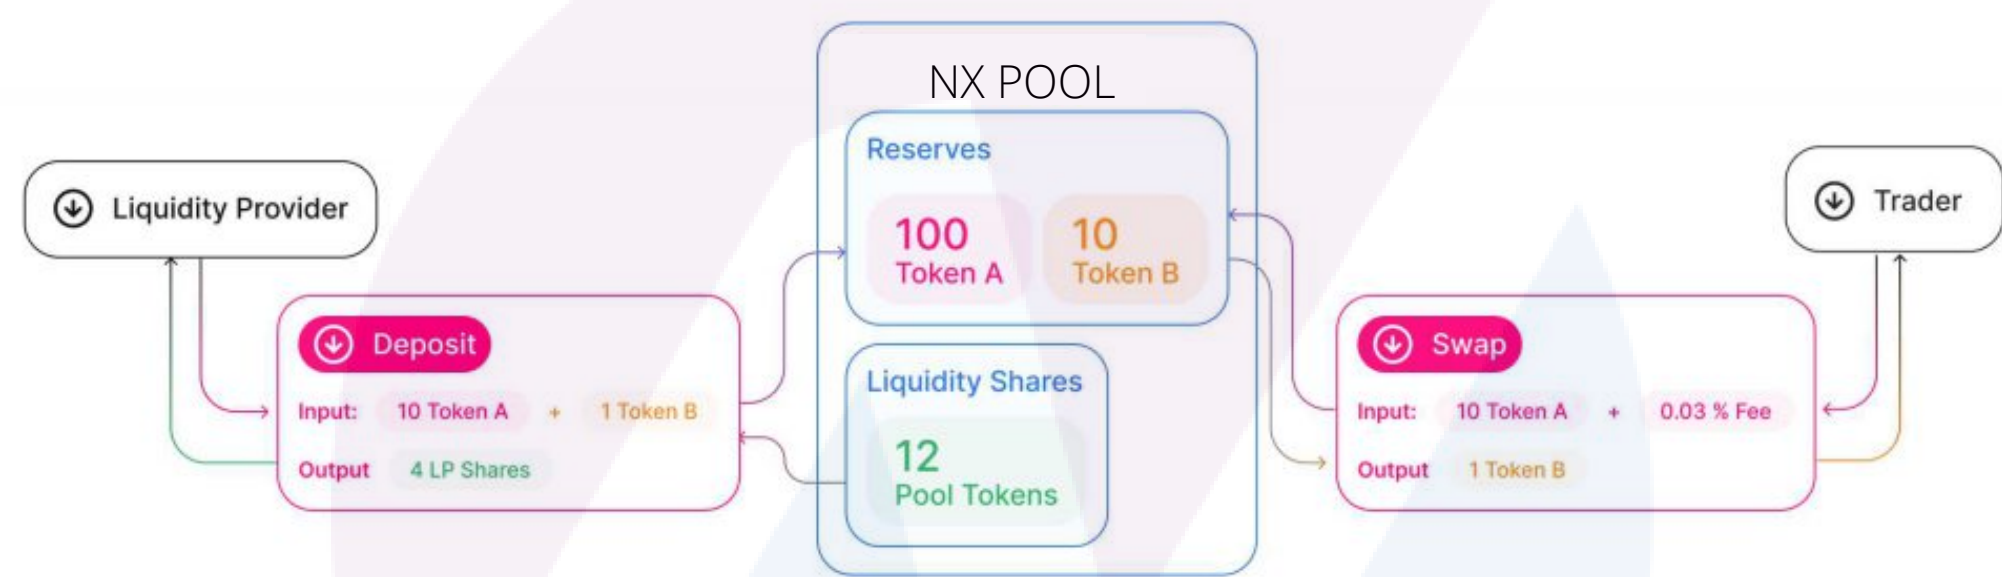 NX POOL
Reserves
100
Token A
10
Token B
Liquidity Provider
Trader
Deposit
Input: 10 Token A + 1 Token B
Output 4 LP Shares
Liquidity Shares
12
Pool Tokens
Swap
Input: 10 Token A + 0.03 % Fee
Output 1 Token B